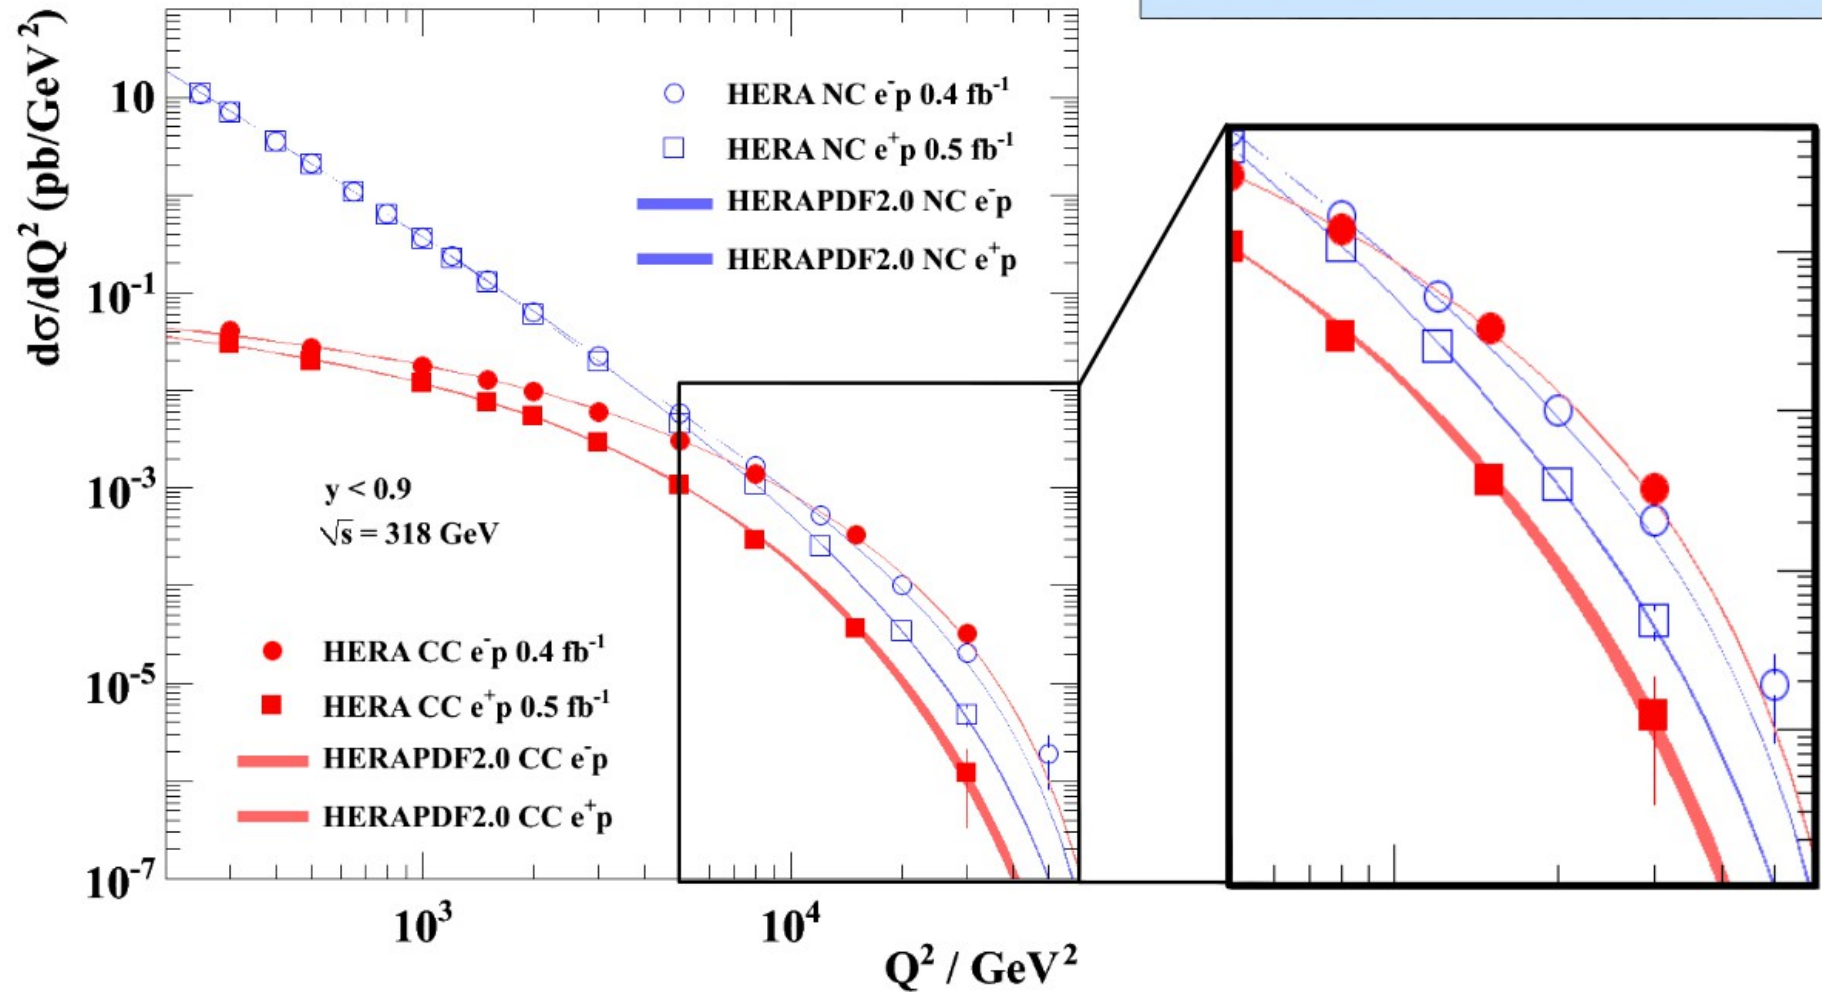 dσ/dQ² (pb/GeV²)
10
10⁻¹
10⁻³
10⁻⁵
10⁻⁷
HERA NC e⁻p 0.4 fb⁻¹
HERA NC e⁺p 0.5 fb⁻¹
HERAPDF2.0 NC e⁻p
HERAPDF2.0 NC e⁺p
y < 0.9
√s = 318 GeV
HERA CC e⁻p 0.4 fb⁻¹
HERA CC e⁺p 0.5 fb⁻¹
HERAPDF2.0 CC e⁻p
HERAPDF2.0 CC e⁺p
10³
10⁴
Q² / GeV²